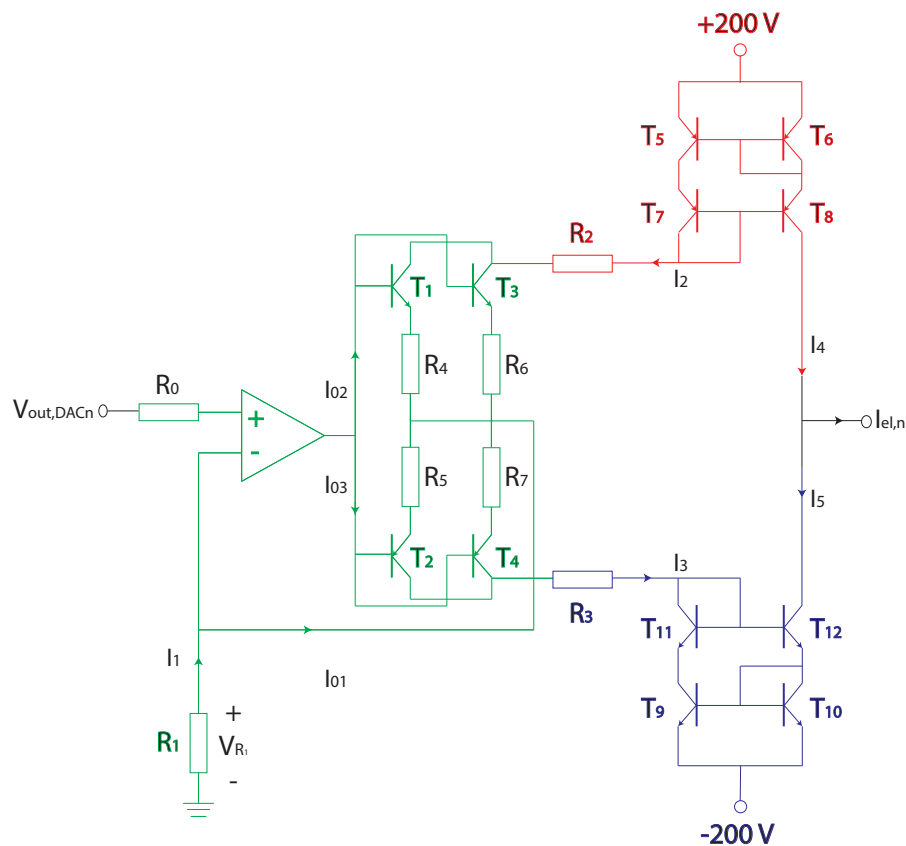 +200 V
T5
T6
T7
T8
R2
I2
T1
T3
R4
R6
I4
I02
Vout,DACn
R0
+
-
Iel,n
I03
R5
R7
I5
T2
T4
I3
R3
T11
T12
I1
I01
+
R1
VR1
-
T9
T10
-200 V